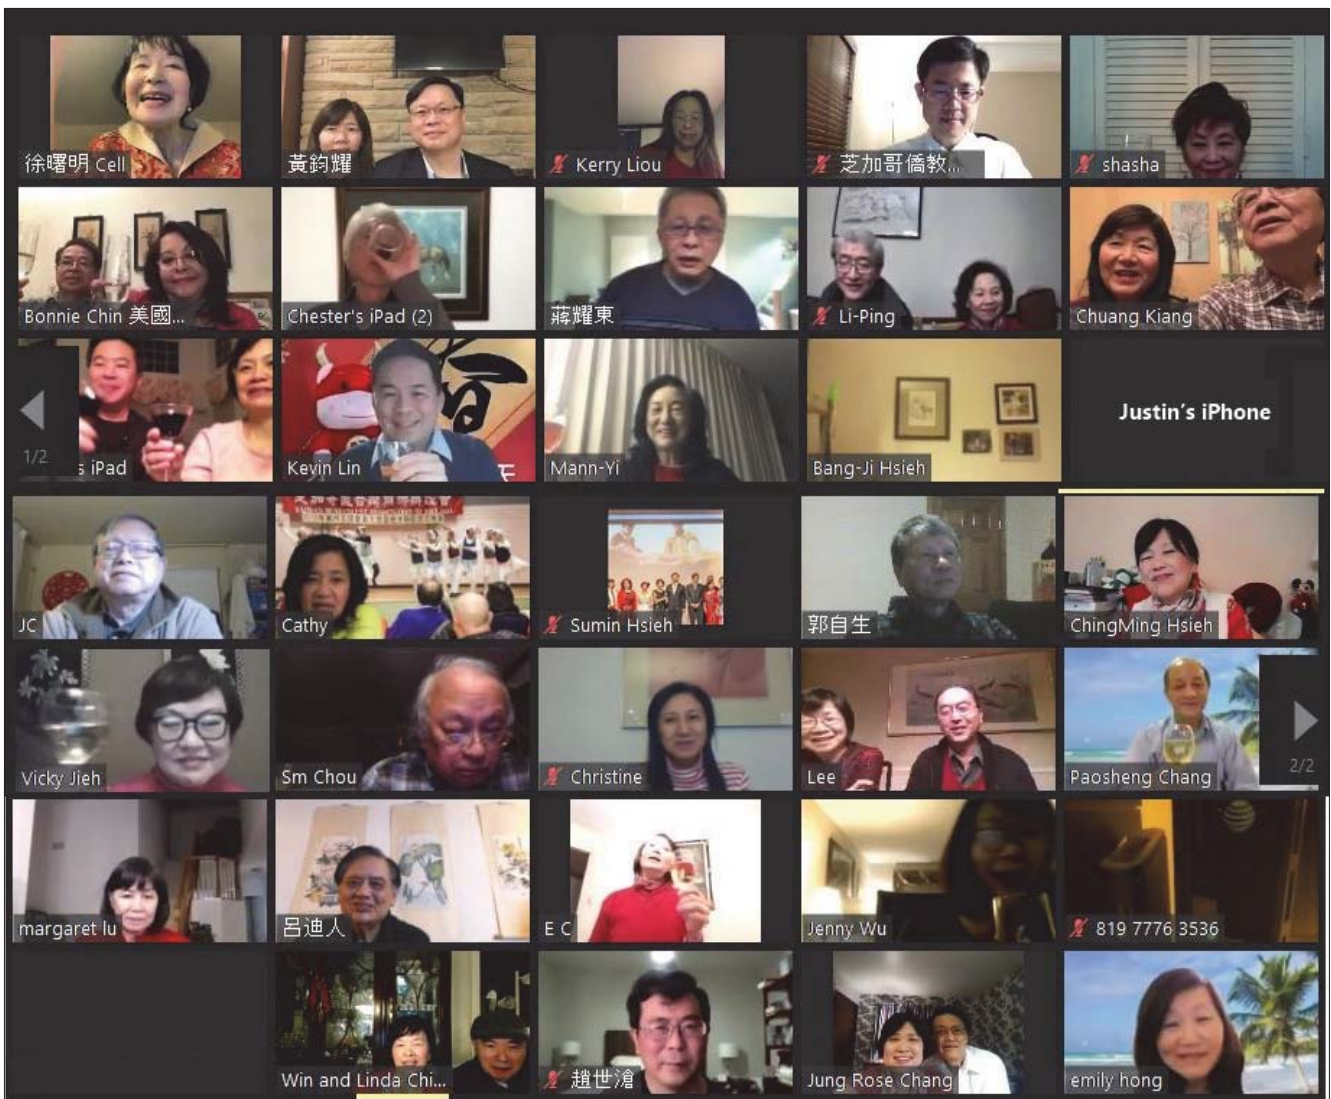 徐曙明 Cell
黃鈞耀
Kerry Liou
芝加哥僑教...
shasha
Bonnie Chin 美國...
Chester's iPad (2)
蔣耀東
Li-Ping
Chuang Kiang
1/2
s iPad
Kevin Lin
Mann-Yi
Bang-Ji Hsieh
Justin's iPhone
JC
Cathy
Sumin Hsieh
郭自生
ChingMing Hsieh
Vicky Jieh
Sm Chou
Christine
Lee
Paosheng Chang
2/2
margaret lu
呂迪人
E C
Jenny Wu
819 7776 3536
Win and Linda Chi...
趙世滄
Jung Rose Chang
emily hong